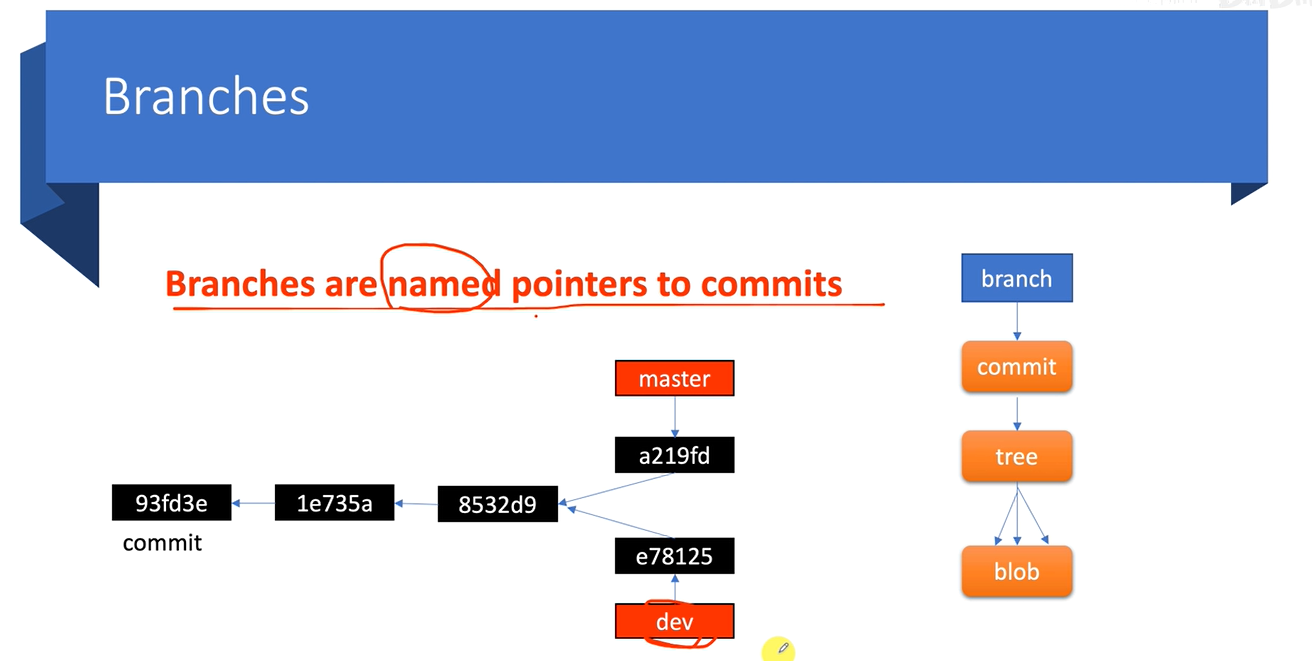 Branches
Branches are named pointers to commits
branch
commit
tree
blob
master
a219fd
93fd3e
1e735a
8532d9
commit
e78125
dev